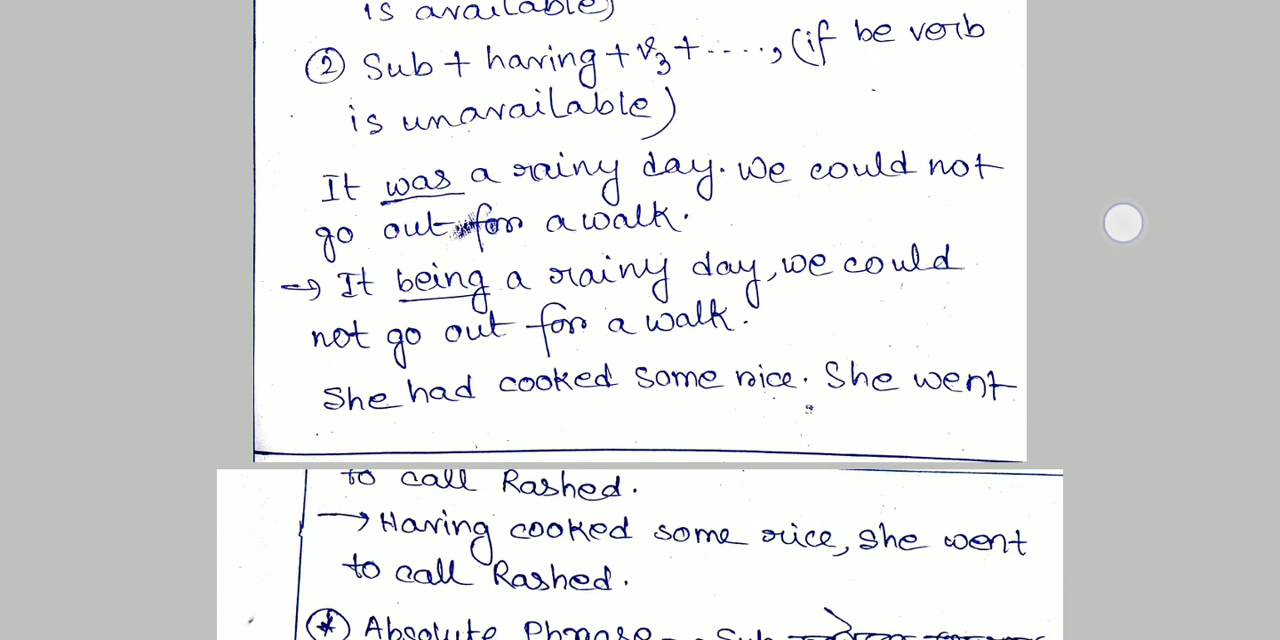 is available)
② Sub + having + V3 + ....., (if be verb
is unavailable)
It was a rainy day. We could not
go out for a walk.
→ It being a rainy day, we could
not go out for a walk.
She had cooked some rice. She went
to call Rashed.
→ Having cooked some rice, she went
to call Rashed.
Absolute Phrase - Sub